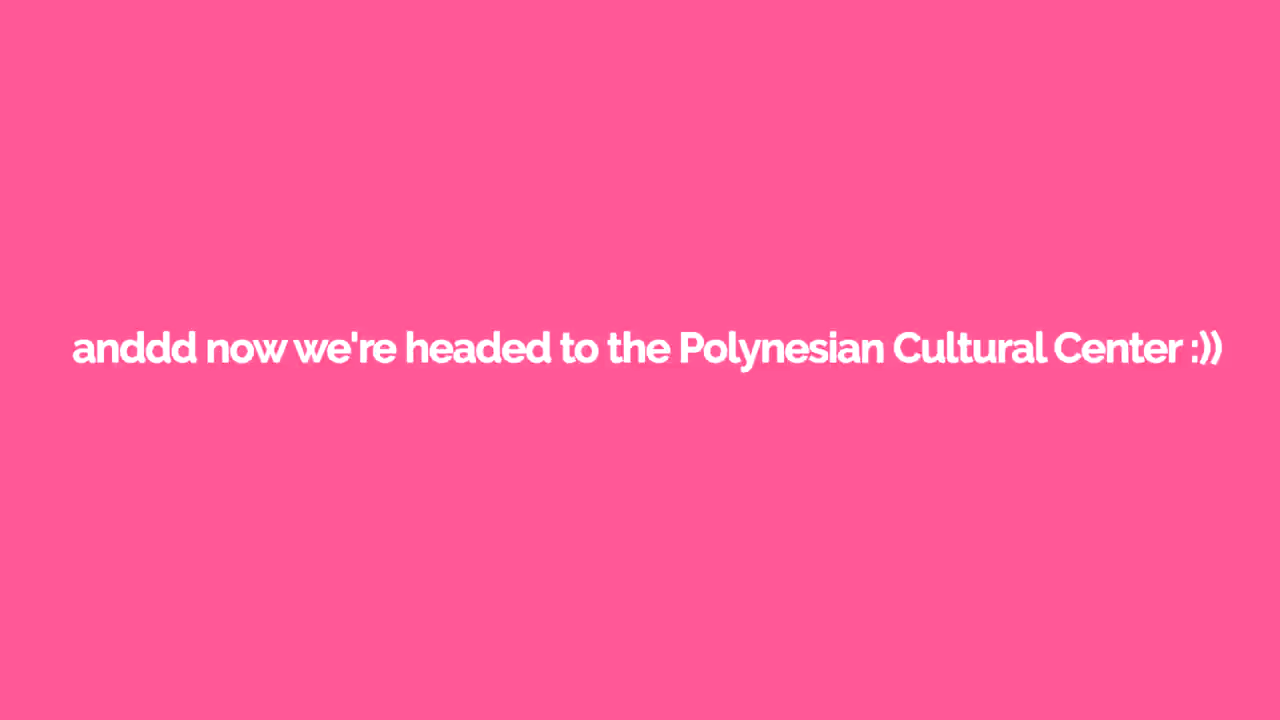 anddd now we're headed to the Polynesian Cultural Center :))